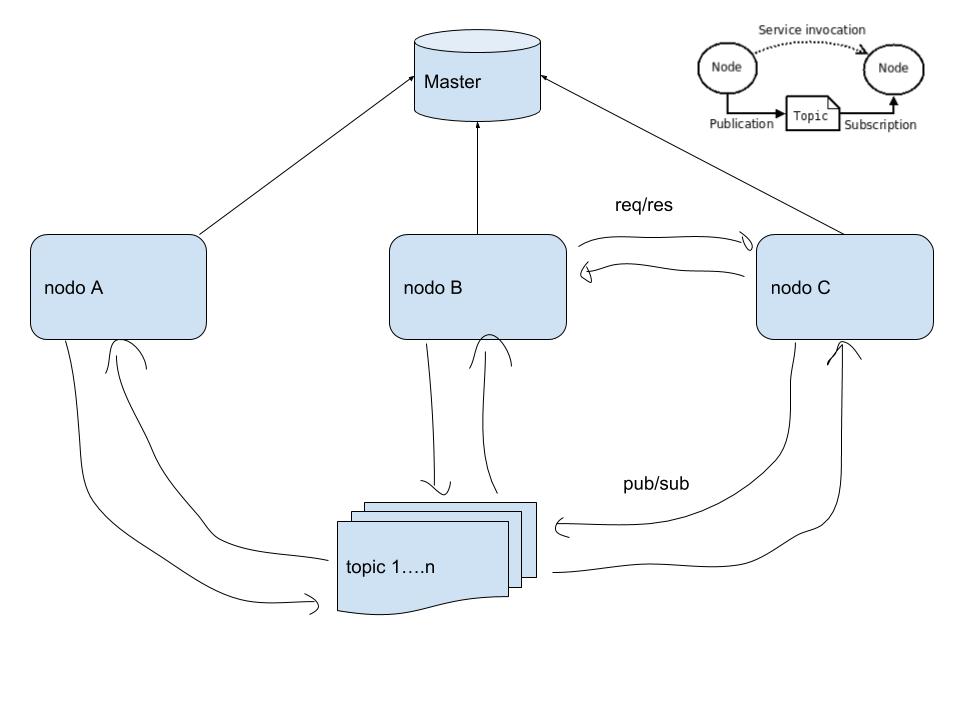 Service invocation
Node
Node
Topic
Publication
Subscription
Master
req/res
nodo A
nodo B
nodo C
pub/sub
topic 1....n